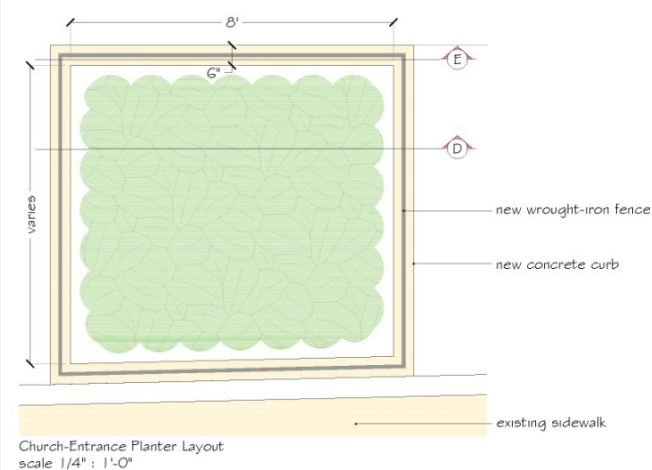 8'
6"
E
D
varies
new wrought-iron fence
new concrete curb
existing sidewalk
Church-Entrance Planter Layout
scale 1/4" : 1'-0"